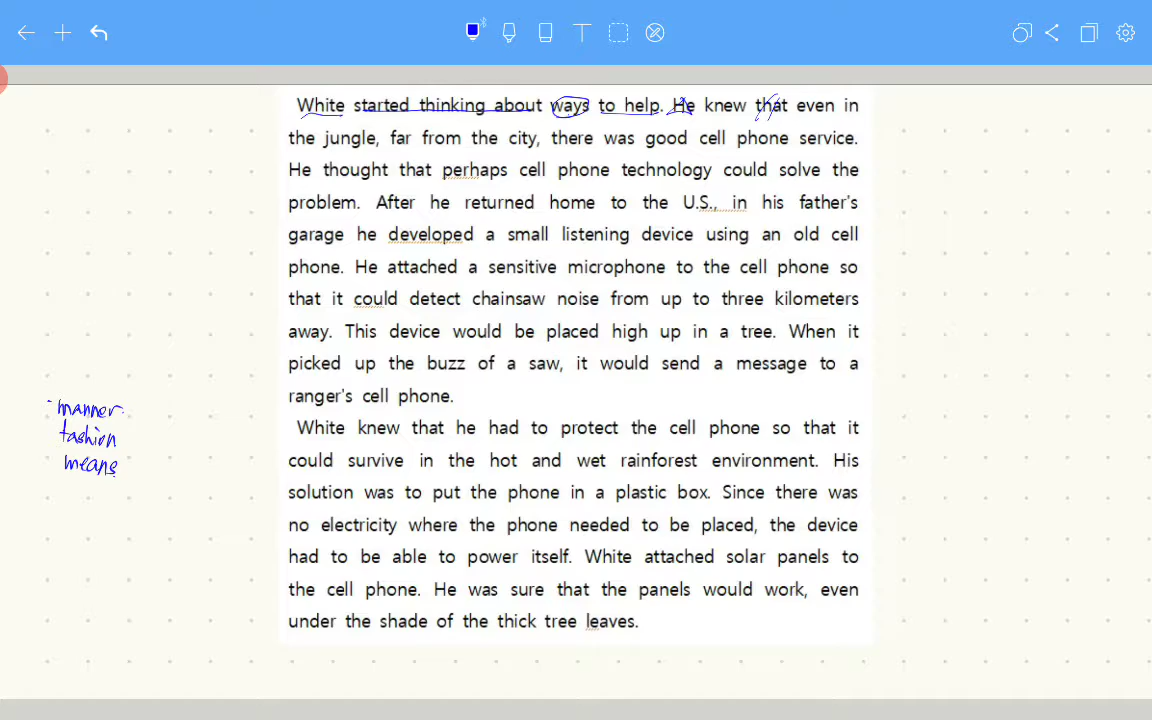 White started thinking about ways to help. He knew that even in
the jungle, far from the city, there was good cell phone service.
He thought that perhaps cell phone technology could solve the
problem. After he returned home to the U.S., in his father's
garage he developed a small listening device using an old cell
phone. He attached a sensitive microphone to the cell phone so
that it could detect chainsaw noise from up to three kilometers
away. This device would be placed high up in a tree. When it
picked up the buzz of a saw, it would send a message to a
ranger's cell phone.
White knew that he had to protect the cell phone so that it
could survive in the hot and wet rainforest environment. His
solution was to put the phone in a plastic box. Since there was
no electricity where the phone needed to be placed, the device
had to be able to power itself. White attached solar panels to
the cell phone. He was sure that the panels would work, even
under the shade of the thick tree leaves.
manner
fashion
means